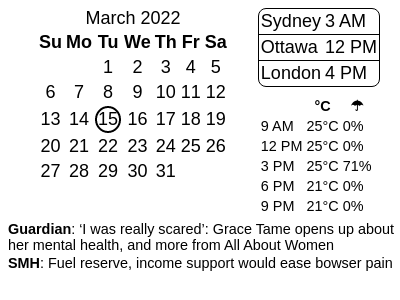 March 2022
Su Mo Tu We Th Fr Sa
1 2 3 4 5
6 7 8 9 10 11 12
13 14 15 16 17 18 19
20 21 22 23 24 25 26
27 28 29 30 31
Sydney 3 AM
Ottawa 12 PM
London 4 PM
°C ☂
9 AM 25°C 0%
12 PM 25°C 0%
3 PM 25°C 71%
6 PM 21°C 0%
9 PM 21°C 0%
Guardian: ‘I was really scared’: Grace Tame opens up about
her mental health, and more from All About Women
SMH: Fuel reserve, income support would ease bowser pain